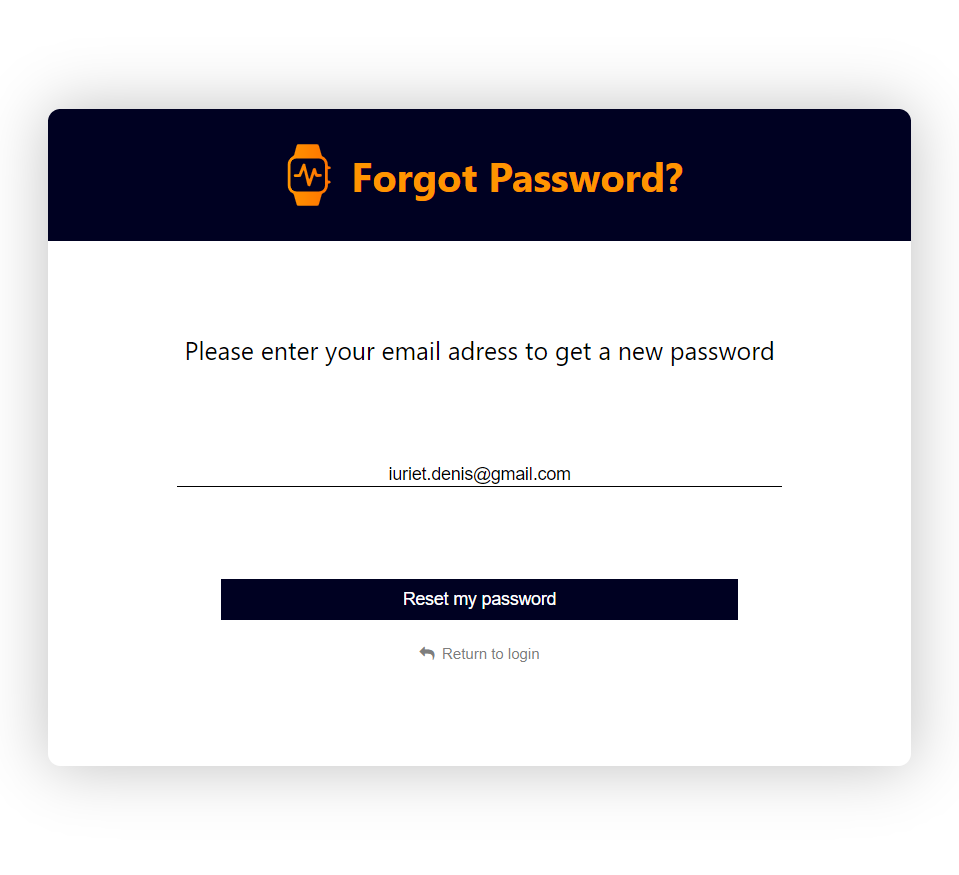 Forgot Password?
Please enter your email adress to get a new password
iuriet.denis@gmail.com
Reset my password
Return to login